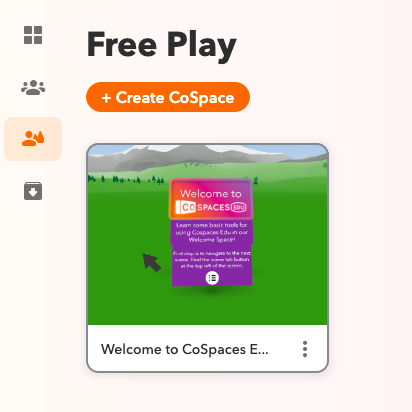 Free Play
+ Create CoSpace
Welcome to
CO SPACES EDU
Learn some basic tools for
using Cospaces Edu in our
Welcome Space!
First step is to navigate to the next
scene. Find the scene tab button
at the top left of the screen.
Welcome to CoSpaces E...